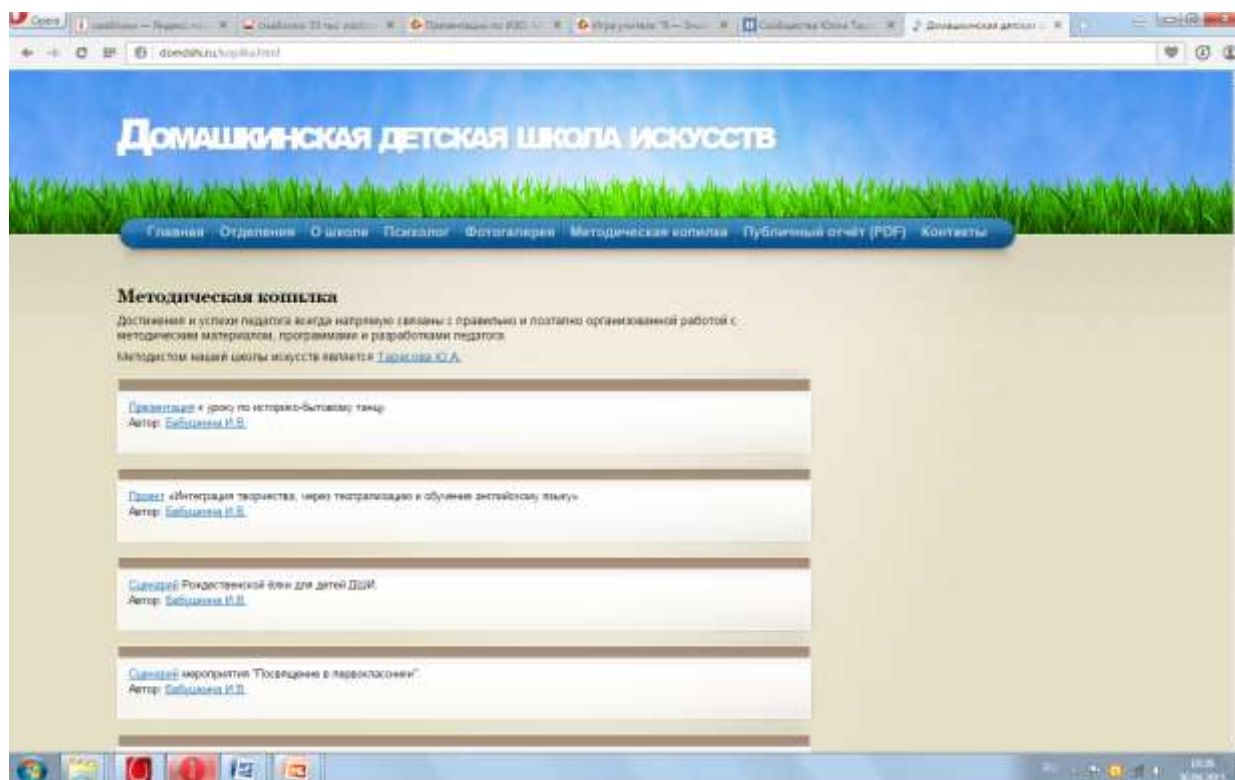 Opera
Домашкинская детская школа искусств
Главная Отделения О школе Психолог Фотогалерея Методическая копилка Публичный отчёт (PDF) Контакты
Методическая копилка
Достижения и успехи педагога всегда напрямую связаны с правильно и поэтапно организованной работой с
методическим материалом, программами и разработками педагога.
Методистом нашей школы искусств является Тарасова Ю.А.
Презентация к уроку по историко-бытовому танцу.
Автор: Бабушкина И.В.
Проект «Интеграция творчества, через театрализацию и обучение английскому языку»
Автор: Бабушкина И.В.
Сценарий Рождественской ёлки для детей ДШИ.
Автор: Бабушкина И.В.
Сценарий мероприятия "Посвящение в первоклассники".
Автор: Бабушкина И.В.